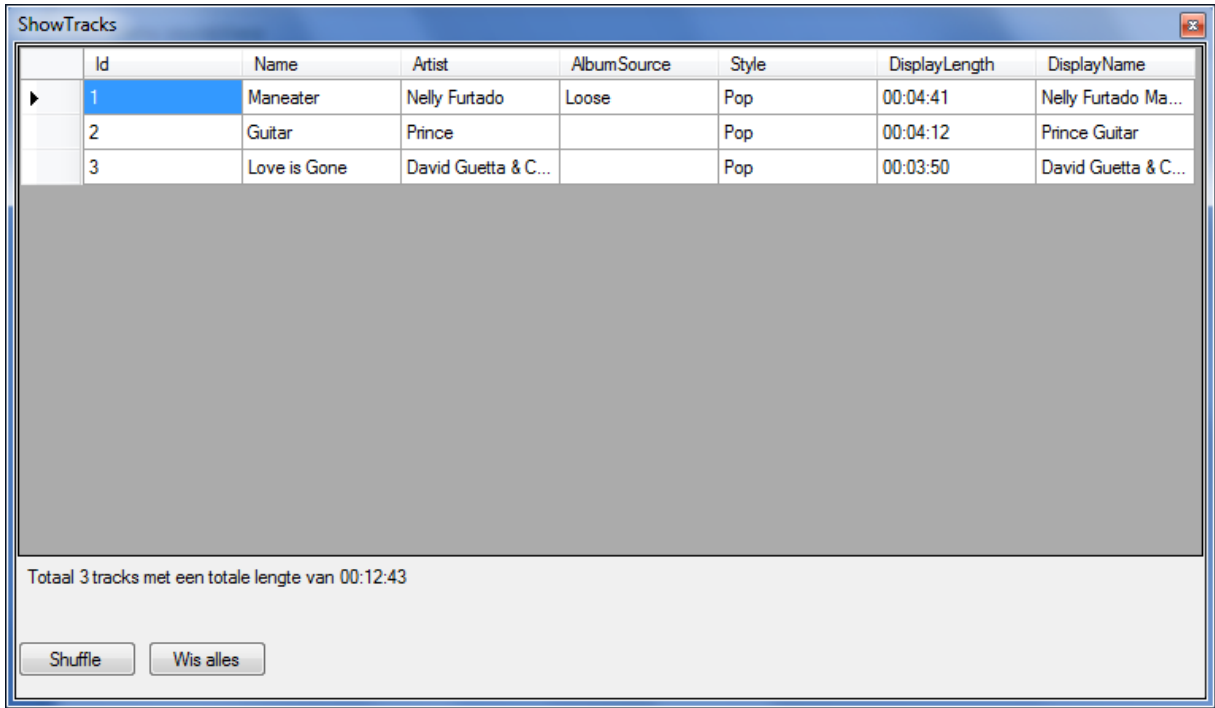 ShowTracks
Id Name Artist AlbumSource Style DisplayLength DisplayName
1 Maneater Nelly Furtado Loose Pop 00:04:41 Nelly Furtado Ma...
2 Guitar Prince Pop 00:04:12 Prince Guitar
3 Love is Gone David Guetta & C... Pop 00:03:50 David Guetta & C...
Totaal 3 tracks met een totale lengte van 00:12:43
Shuffle Wis alles